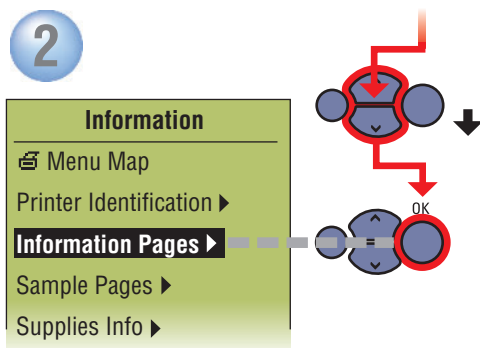 2
Information
Menu Map
Printer Identification
Information Pages
Sample Pages
Supplies Info
OK